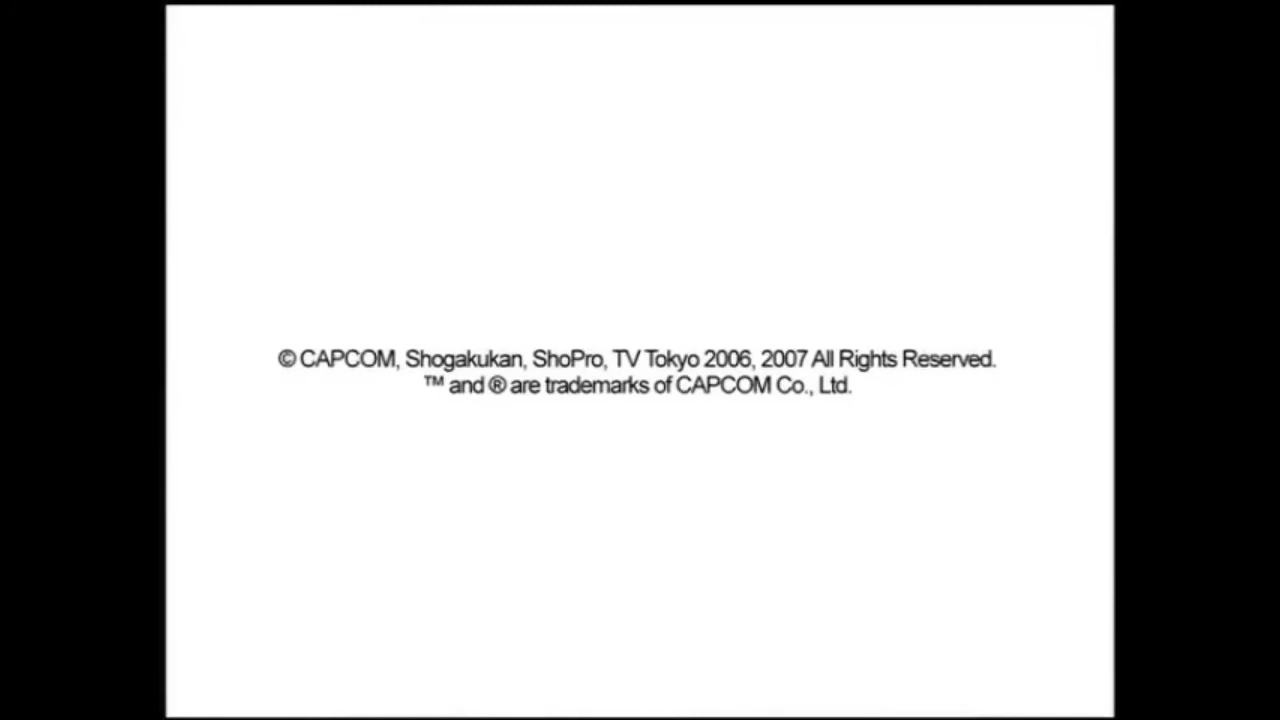 © CAPCOM, Shogakukan, ShoPro, TV Tokyo 2006, 2007 All Rights Reserved.
™ and ® are trademarks of CAPCOM Co., Ltd.